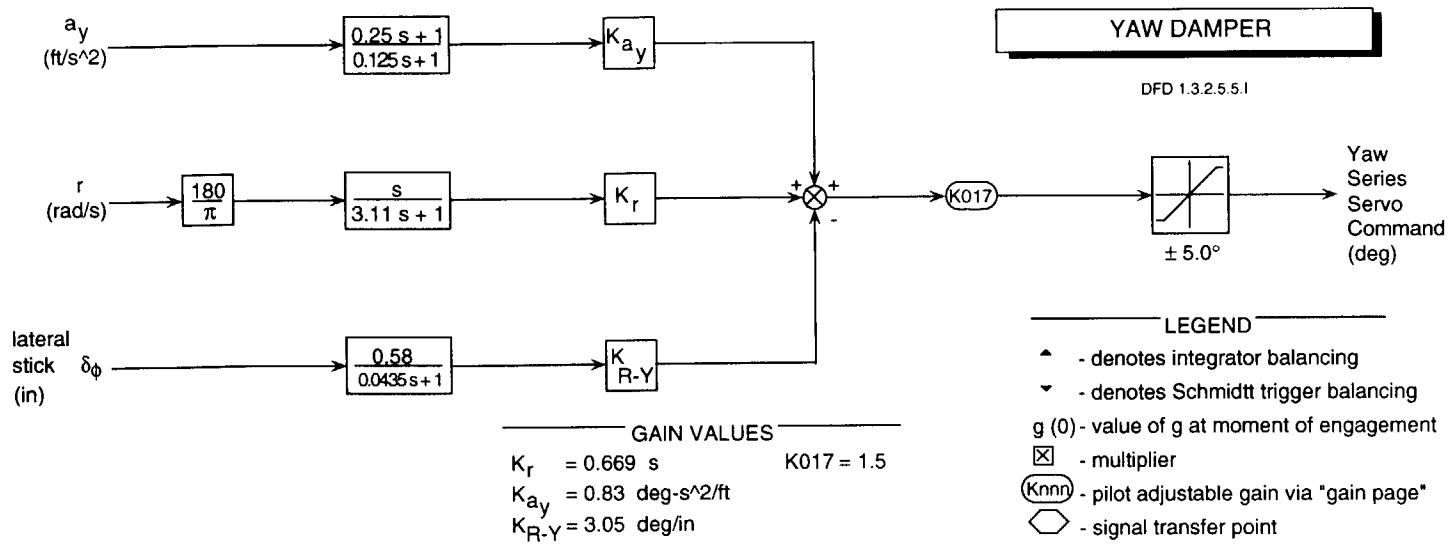 YAW DAMPER
DFD 1.3.2.5.5.I
a_y
(ft/s^2)
0.25 s + 1
0.125 s + 1
K_a_y
r
(rad/s)
180
π
s
3.11 s + 1
K_r
+
+
-
K017
± 5.0°
Yaw
Series
Servo
Command
(deg)
lateral
stick δ_ϕ
(in)
0.58
0.0435 s + 1
K_R-Y
GAIN VALUES
K_r = 0.669 s K017 = 1.5
K_a_y = 0.83 deg-s^2/ft
K_R-Y = 3.05 deg/in
LEGEND
- denotes integrator balancing
- denotes Schmidtt trigger balancing
g (0) - value of g at moment of engagement
- multiplier
Knnn - pilot adjustable gain via "gain page"
- signal transfer point